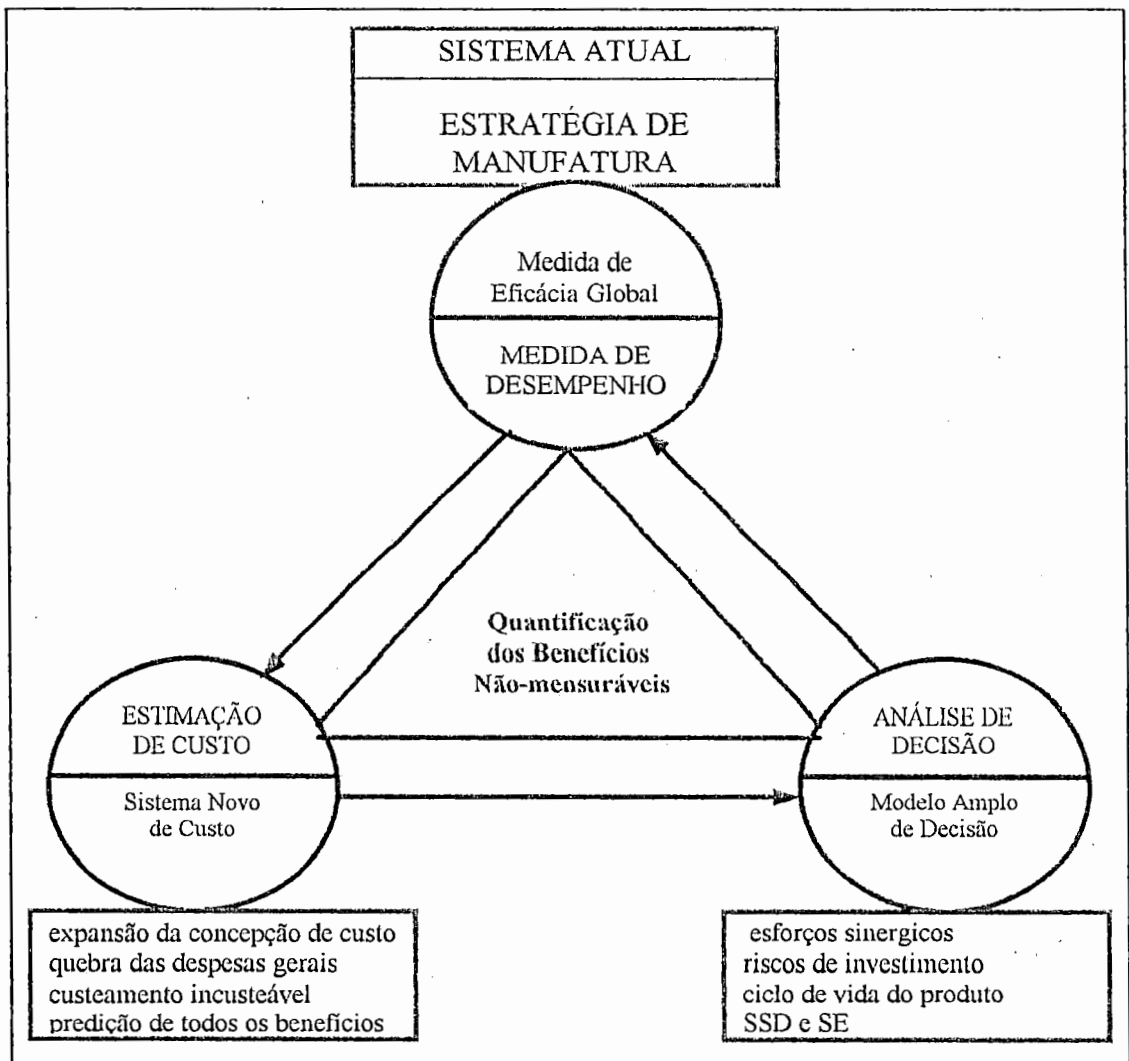 SISTEMA ATUAL
ESTRATÉGIA DE
MANUFATURA
Medida de
Eficácia Global
MEDIDA DE
DESEMPENHO
Quantificação
dos Benefícios
Não-mensuráveis
ESTIMAÇÃO
DE CUSTO
Sistema Novo
de Custo
ANÁLISE DE
DECISÃO
Modelo Amplo
de Decisão
expansão da concepção de custo
quebra das despesas gerais
custeamento incusteável
predição de todos os benefícios
esforços sinergicos
riscos de investimento
ciclo de vida do produto
SSD e SE